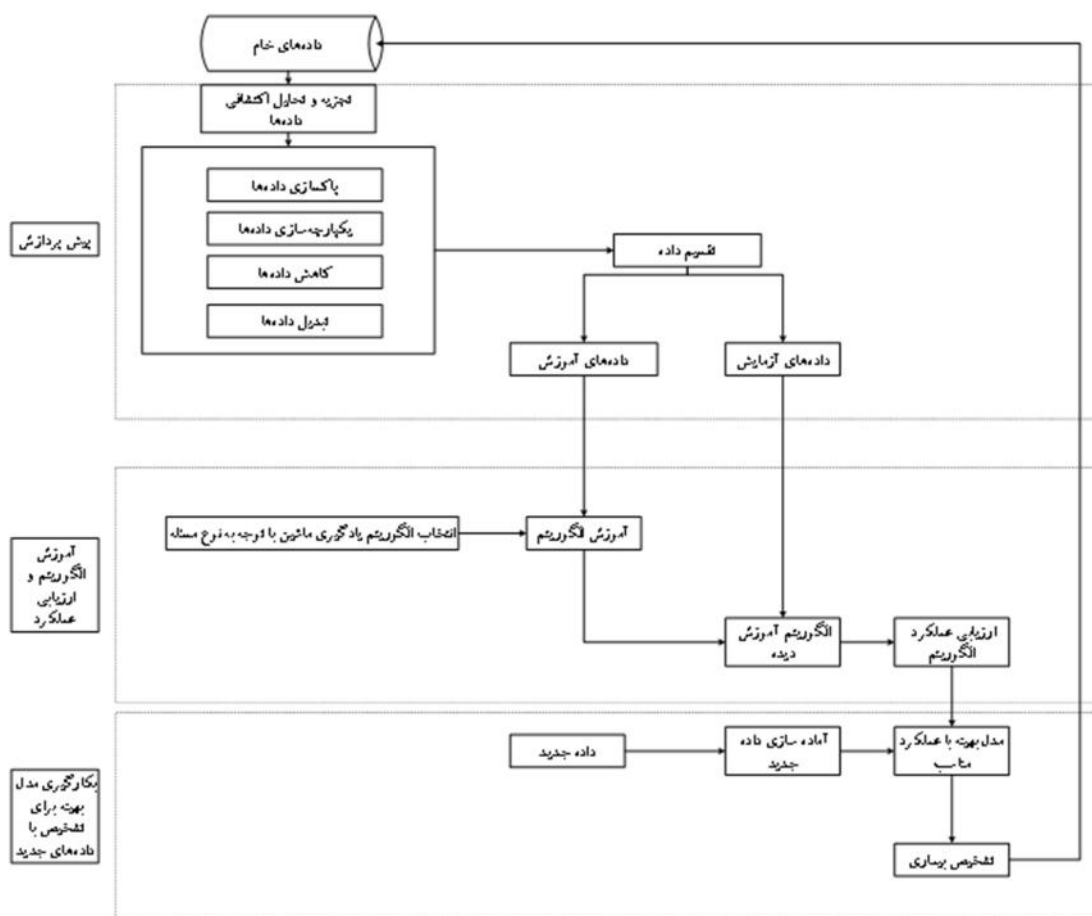 داده‌های خام
تجزیه و تحلیل اکتشافی
داده‌ها
پاکسازی داده‌ها
یکپارچه‌سازی داده‌ها
کاهش داده‌ها
تبدیل داده‌ها
پیش پردازش
تقسیم داده
داده‌های آموزش
داده‌های آزمایش
انتخاب الگوریتم یادگیری ماشین با توجه به نوع مسئله
آموزش الگوریتم
آموزش
الگوریتم و
ارزیابی
عملکرد
الگوریتم آموزش
دیده
ارزیابی عملکرد
الگوریتم
داده جدید
آماده سازی داده
جدید
مدل بهینه با عملکرد
مناسب
بکارگیری مدل
بهینه برای
تشخیص با
داده‌های جدید
تشخیص بیماری